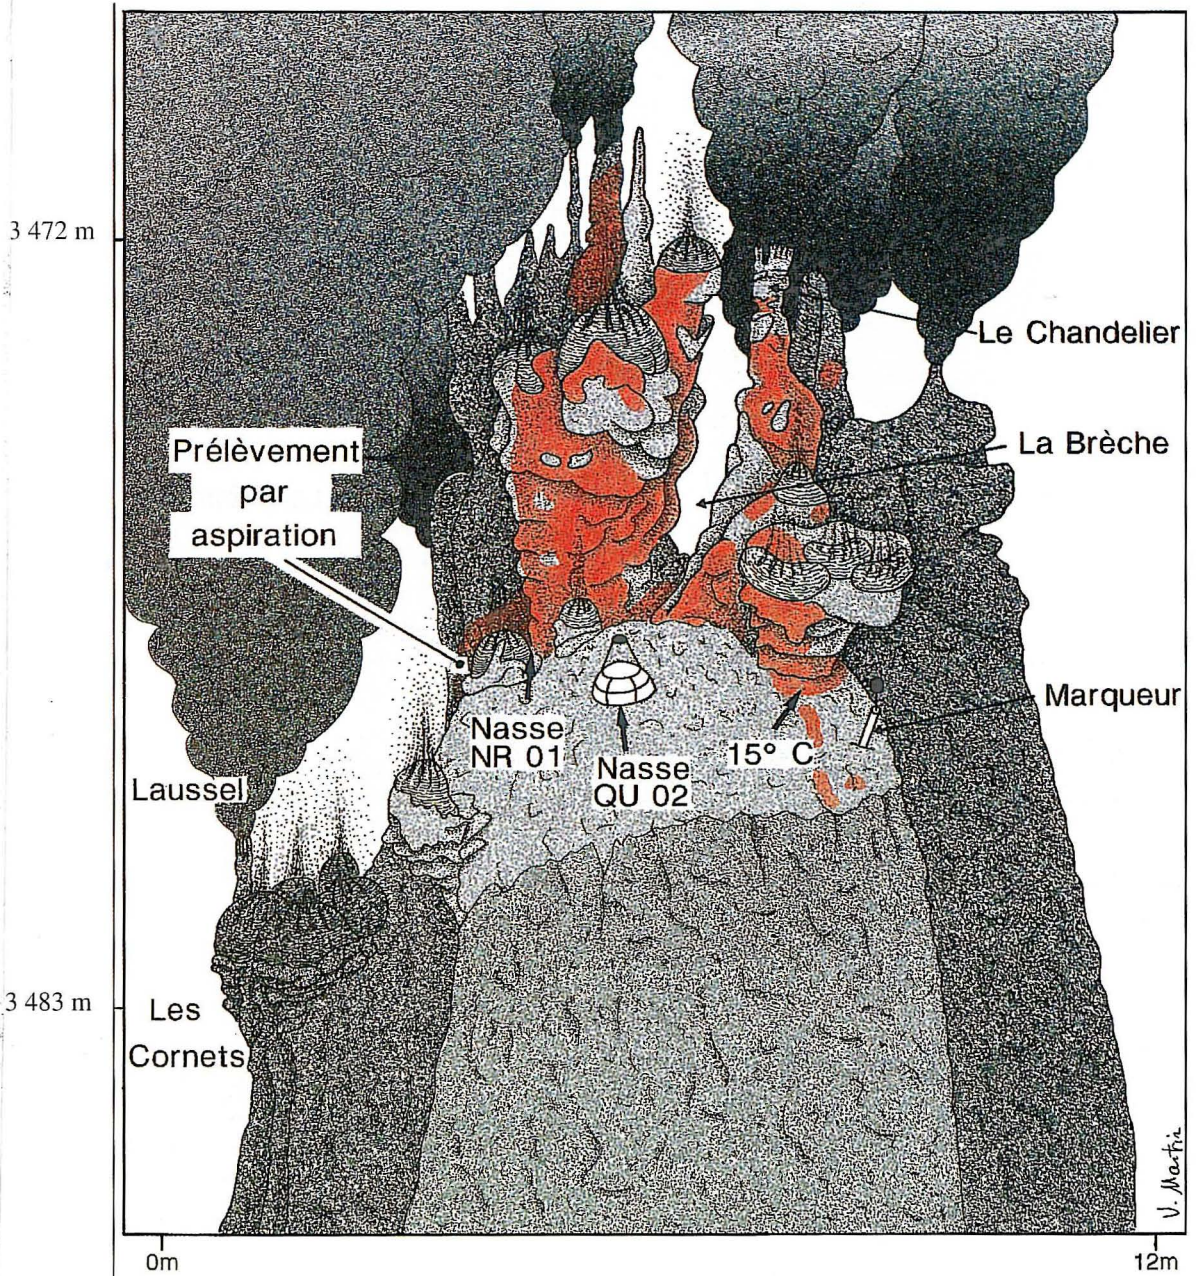 3 472 m
Le Chandelier
La Brèche
Prélèvement
par
aspiration
Marqueur
Nasse
NR 01
Nasse
QU 02
15° C
Laussel
3 483 m
Les
Cornets
V. Martin
0m
12m